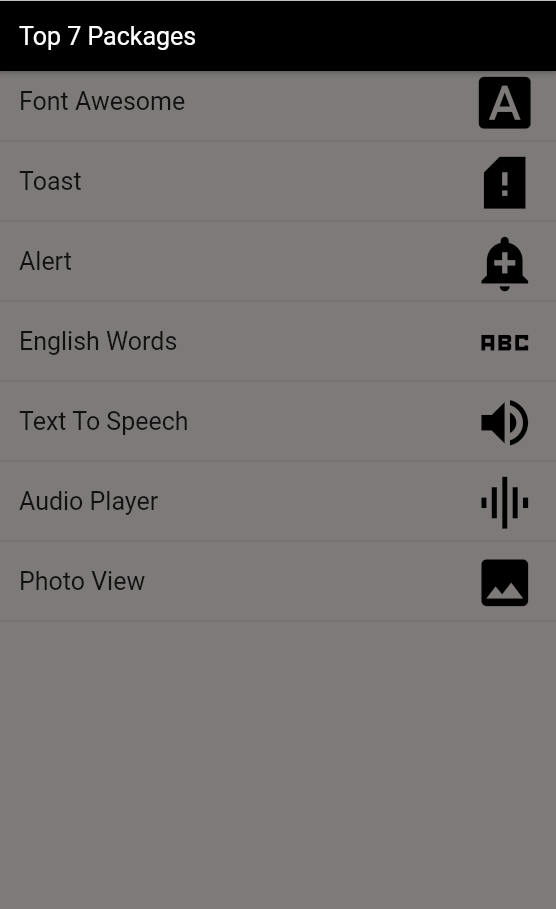 Top 7 Packages
Font Awesome
A
Toast
!
Alert
English Words
ABC
Text To Speech
Audio Player
Photo View